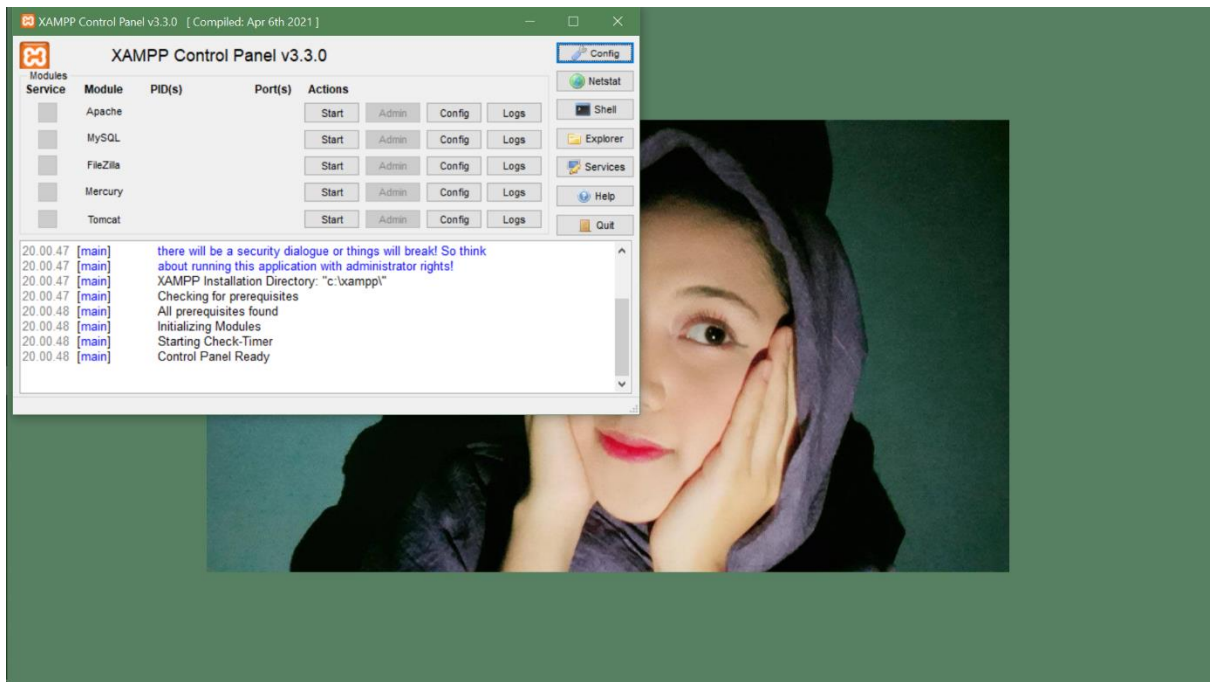 XAMPP Control Panel v3.3.0 [ Compiled: Apr 6th 2021 ]
XAMPP Control Panel v3.3.0
Config
Modules
Netstat
Service Module PID(s) Port(s) Actions
Apache Start Admin Config Logs
Shell
MySQL Start Admin Config Logs
Explorer
FileZilla Start Admin Config Logs
Services
Mercury Start Admin Config Logs
Help
Tomcat Start Admin Config Logs
Quit
20.00.47 [main] there will be a security dialogue or things will break! So think
20.00.47 [main] about running this application with administrator rights!
20.00.47 [main] XAMPP Installation Directory: "c:\xampp\"
20.00.47 [main] Checking for prerequisites
20.00.48 [main] All prerequisites found
20.00.48 [main] Initializing Modules
20.00.48 [main] Starting Check-Timer
20.00.48 [main] Control Panel Ready